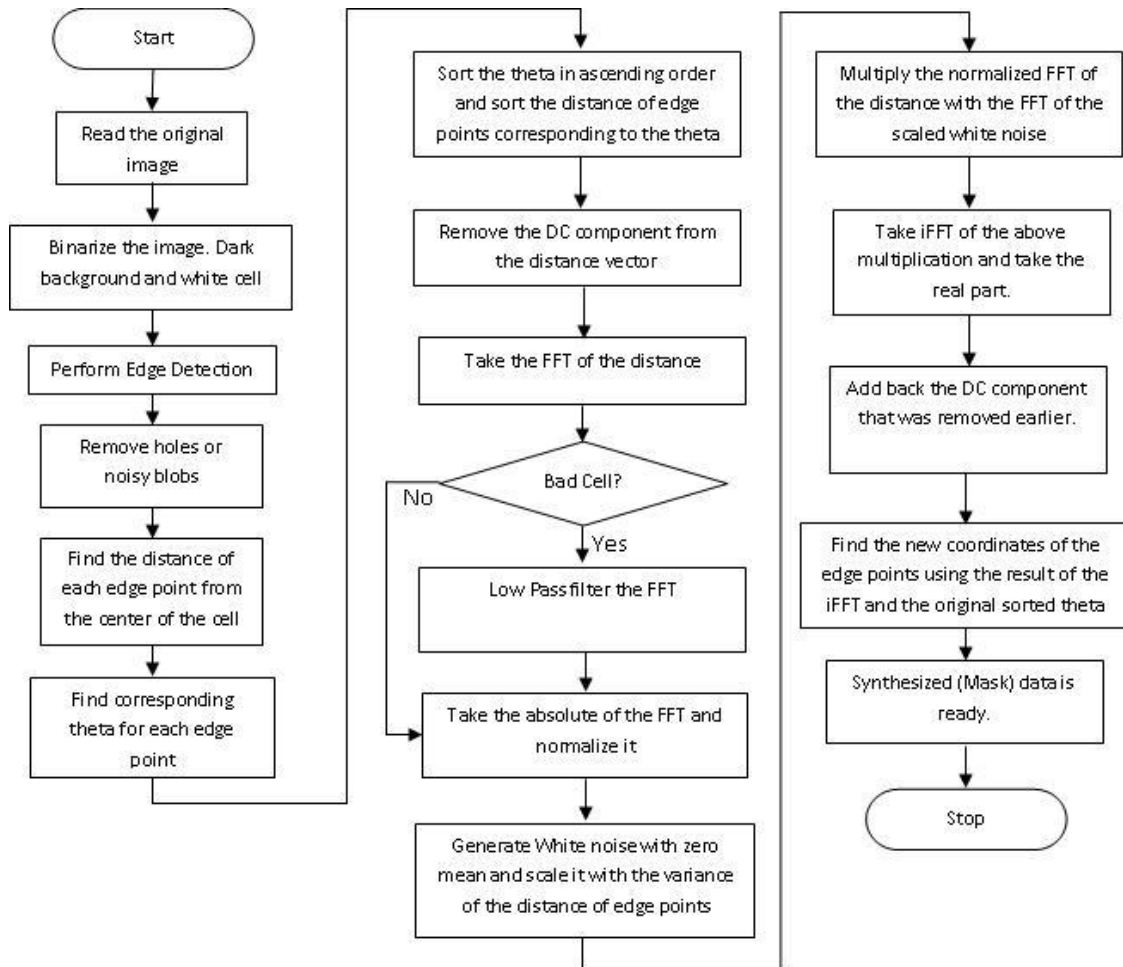 Start
Read the original
image
Binarize the image. Dark
background and white cell
Perform Edge Detection
Remove holes or
noisy blobs
Find the distance of
each edge point from
the center of the cell
Find corresponding
theta for each edge
point
Sort the theta in ascending order
and sort the distance of edge
points corresponding to the theta
Remove the DC component from
the distance vector
Take the FFT of the distance
Bad Cell?
No
Yes
Low Pass filter the FFT
Take the absolute of the FFT and
normalize it
Generate White noise with zero
mean and scale it with the variance
of the distance of edge points
Multiply the normalized FFT of
the distance with the FFT of the
scaled white noise
Take iFFT of the above
multiplication and take the
real part.
Add back the DC component
that was removed earlier.
Find the new coordinates of the
edge points using the result of the
iFFT and the original sorted theta
Synthesized (Mask) data is
ready.
Stop